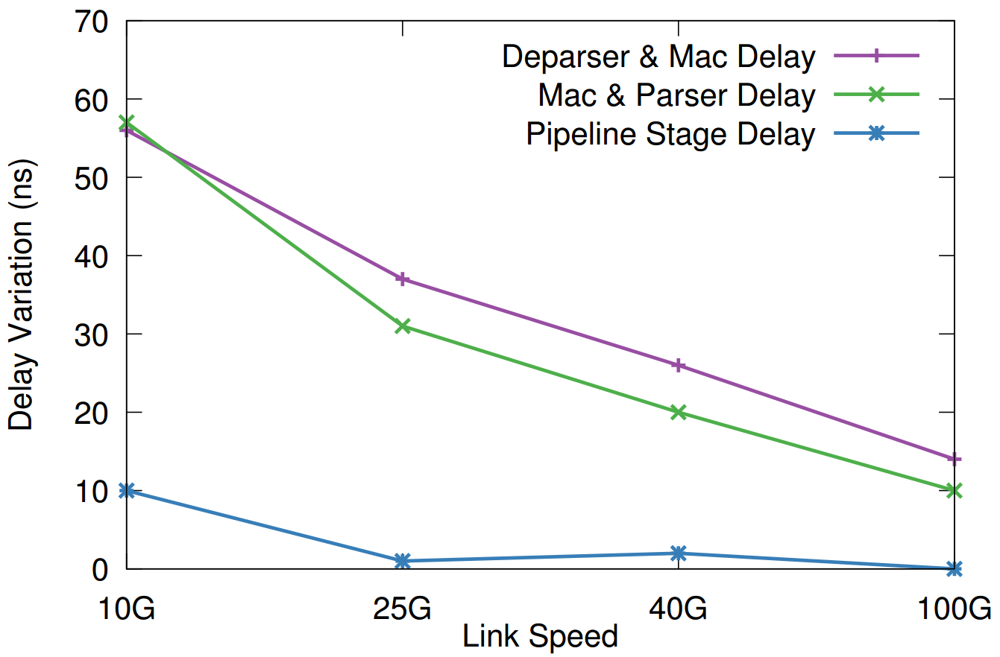 70
60
50
40
30
20
10
0
Delay Variation (ns)
Deparser & Mac Delay
Mac & Parser Delay
Pipeline Stage Delay
10G 25G 40G 100G
Link Speed